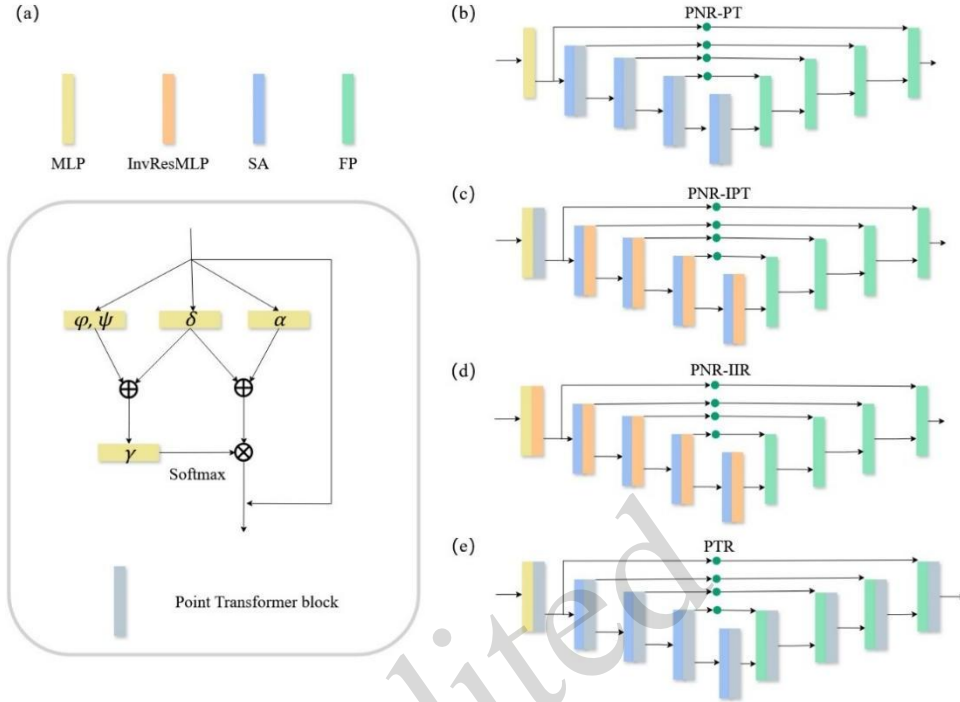 (a)
MLP InvResMLP SA FP
φ, ψ δ α
γ
Softmax
Point Transformer block
(b)
PNR-PT
(c)
PNR-IPT
(d)
PNR-IIR
(e)
PTR